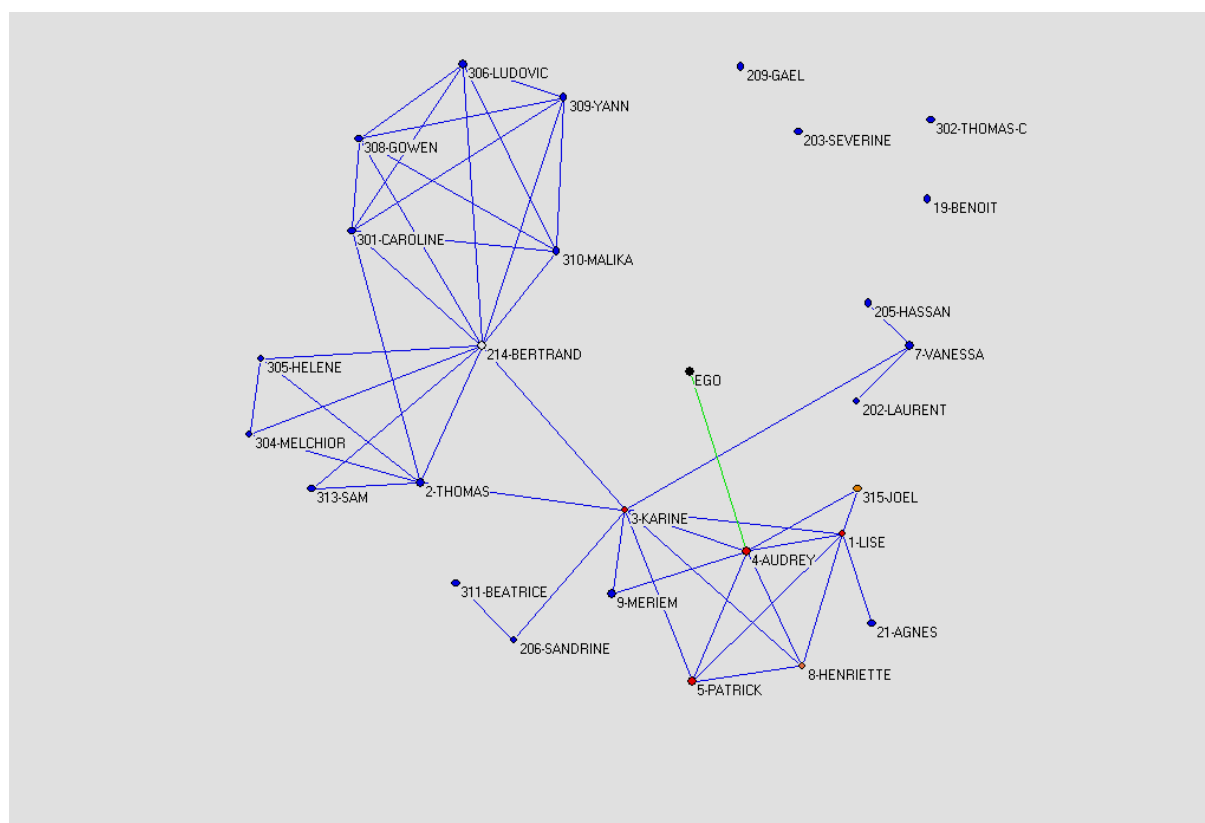 306-LUDOVIC
209-GAEL
309-YANN
302-THOMAS-C
203-SEVERINE
308-GOWEN
19-BENOIT
301-CAROLINE
310-MALIKA
205-HASSAN
214-BERTRAND
7-VANESSA
305-HELENE
EGO
202-LAURENT
304-MELCHIOR
2-THOMAS
313-SAM
315-JOEL
3-KARINE
1-LISE
4-AUDREY
311-BEATRICE
9-MERIEM
21-AGNES
206-SANDRINE
8-HENRIETTE
5-PATRICK